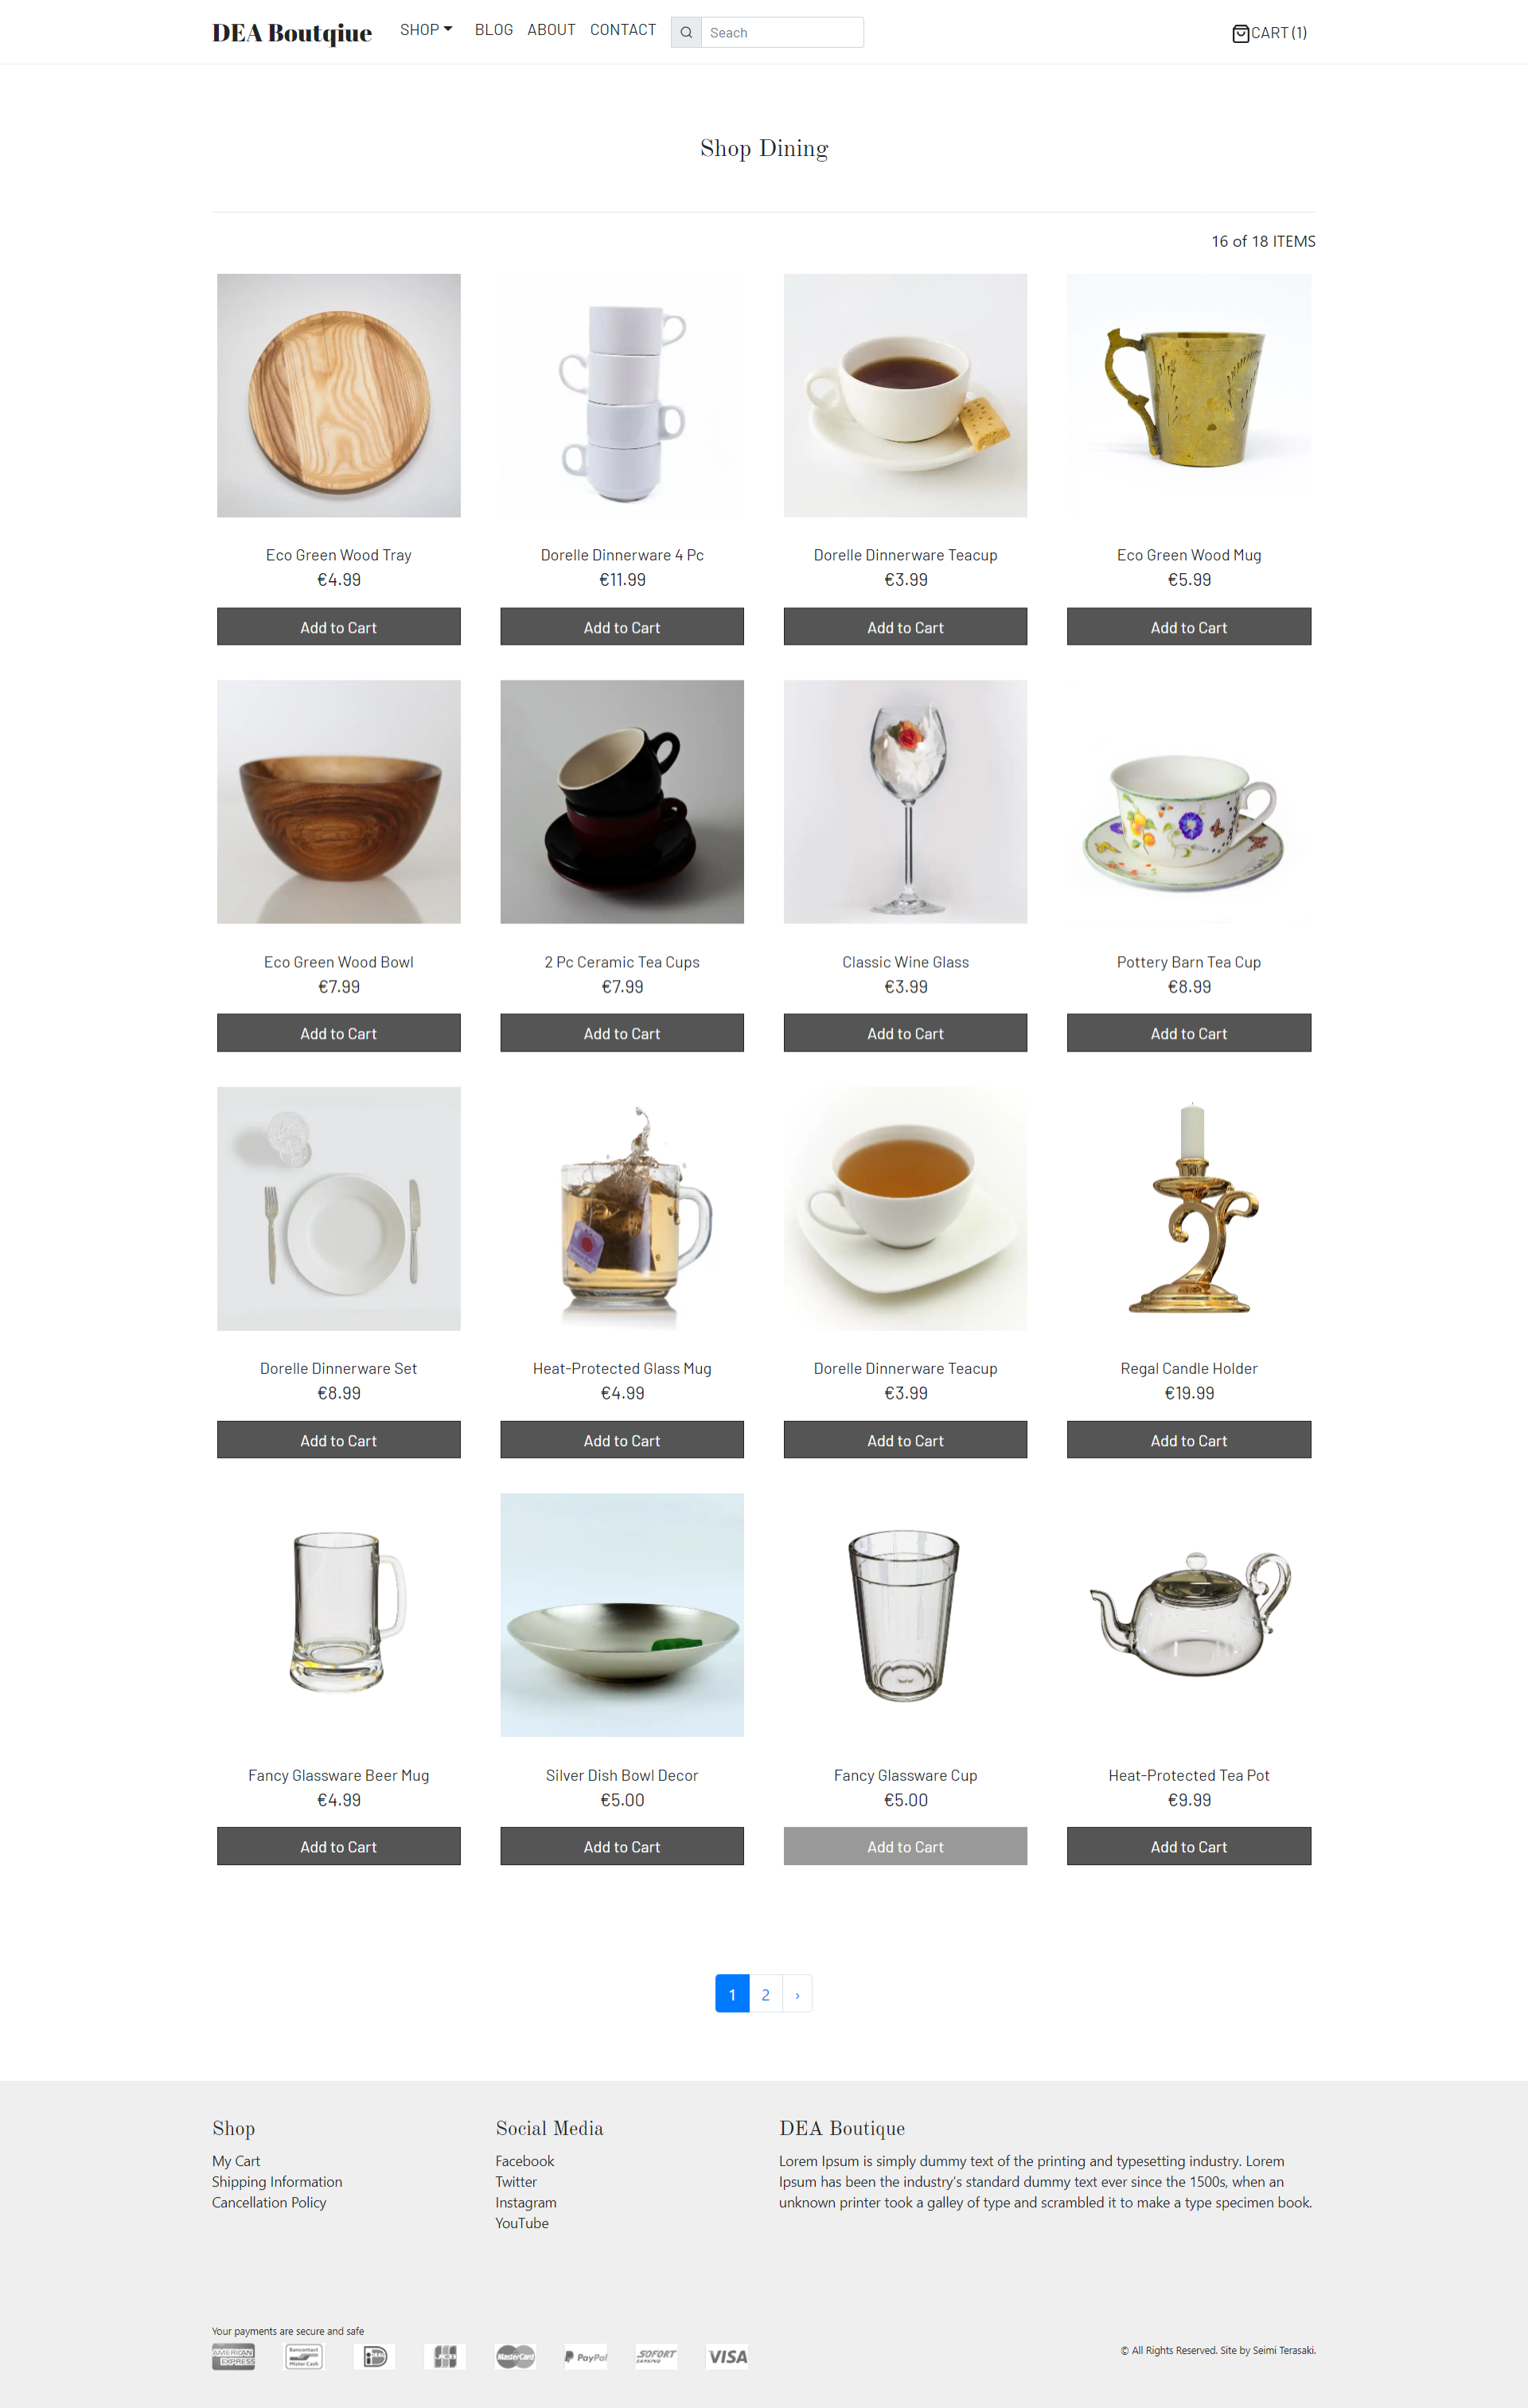 DEA Boutqiue
SHOP
BLOG
ABOUT
CONTACT
Seach
CART (1)
Shop Dining
16 of 18 ITEMS
Eco Green Wood Tray
€4.99
Add to Cart
Dorelle Dinnerware 4 Pc
€11.99
Add to Cart
Dorelle Dinnerware Teacup
€3.99
Add to Cart
Eco Green Wood Mug
€5.99
Add to Cart
Eco Green Wood Bowl
€7.99
Add to Cart
2 Pc Ceramic Tea Cups
€7.99
Add to Cart
Classic Wine Glass
€3.99
Add to Cart
Pottery Barn Tea Cup
€8.99
Add to Cart
Dorelle Dinnerware Set
€8.99
Add to Cart
Heat-Protected Glass Mug
€4.99
Add to Cart
Dorelle Dinnerware Teacup
€3.99
Add to Cart
Regal Candle Holder
€19.99
Add to Cart
Fancy Glassware Beer Mug
€4.99
Add to Cart
Silver Dish Bowl Decor
€5.00
Add to Cart
Fancy Glassware Cup
€5.00
Add to Cart
Heat-Protected Tea Pot
€9.99
Add to Cart
1
2
›
Shop
My Cart
Shipping Information
Cancellation Policy
Social Media
Facebook
Twitter
Instagram
YouTube
DEA Boutique
Lorem Ipsum is simply dummy text of the printing and typesetting industry. Lorem
Ipsum has been the industry's standard dummy text ever since the 1500s, when an
unknown printer took a galley of type and scrambled it to make a type specimen book.
Your payments are secure and safe
AMERICAN
EXPRESS
Bancontact
Mister Cash
iDEAL
JCB
MasterCard
PayPal
SOFORT
BANKING
VISA
© All Rights Reserved. Site by Seimi Terasaki.